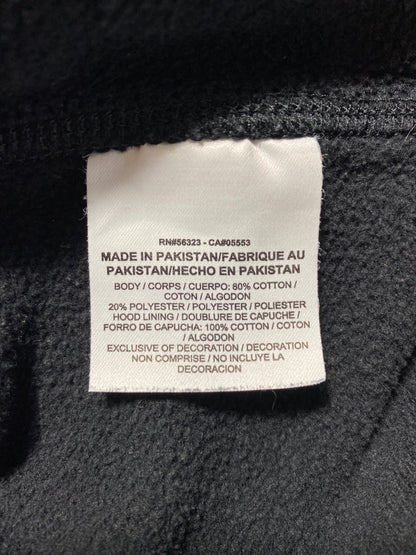 RN#56323 - CA#05553
MADE IN PAKISTAN/FABRIQUE AU
PAKISTAN/HECHO EN PAKISTAN
BODY / CORPS / CUERPO: 80% COTTON /
COTON / ALGODON
20% POLYESTER / POLYESTER / POLIESTER
HOOD LINING / DOUBLURE DE CAPUCHE /
FORRO DE CAPUCHA: 100% COTTON / COTON
/ ALGODON
EXCLUSIVE OF DECORATION / DECORATION
NON COMPRISE / NO INCLUYE LA
DECORACION